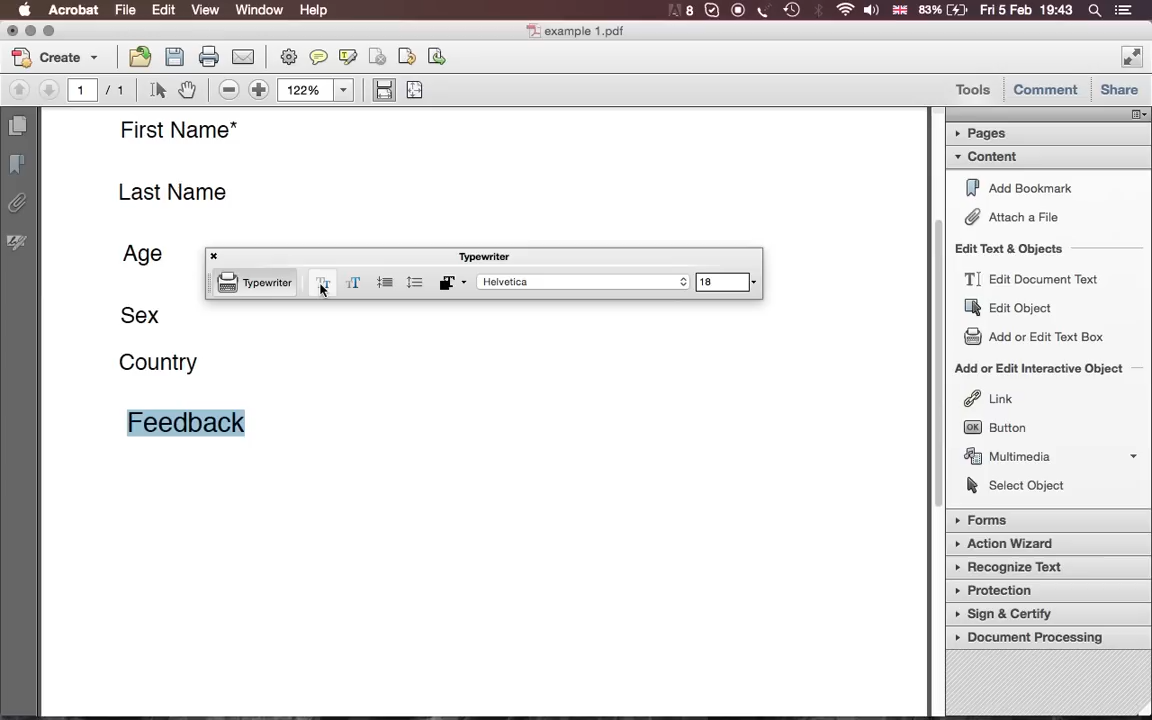 Acrobat File Edit View Window Help 8 83% Fri 5 Feb 19:43
example 1.pdf
Create
1 / 1 122% Tools Comment Share
First Name*
Last Name
Age
Sex
Country
Feedback
Typewriter
Typewriter Helvetica 18
Pages
Content
Add Bookmark
Attach a File
Edit Text & Objects
Edit Document Text
Edit Object
Add or Edit Text Box
Add or Edit Interactive Object
Link
OK Button
Multimedia
Select Object
Forms
Action Wizard
Recognize Text
Protection
Sign & Certify
Document Processing